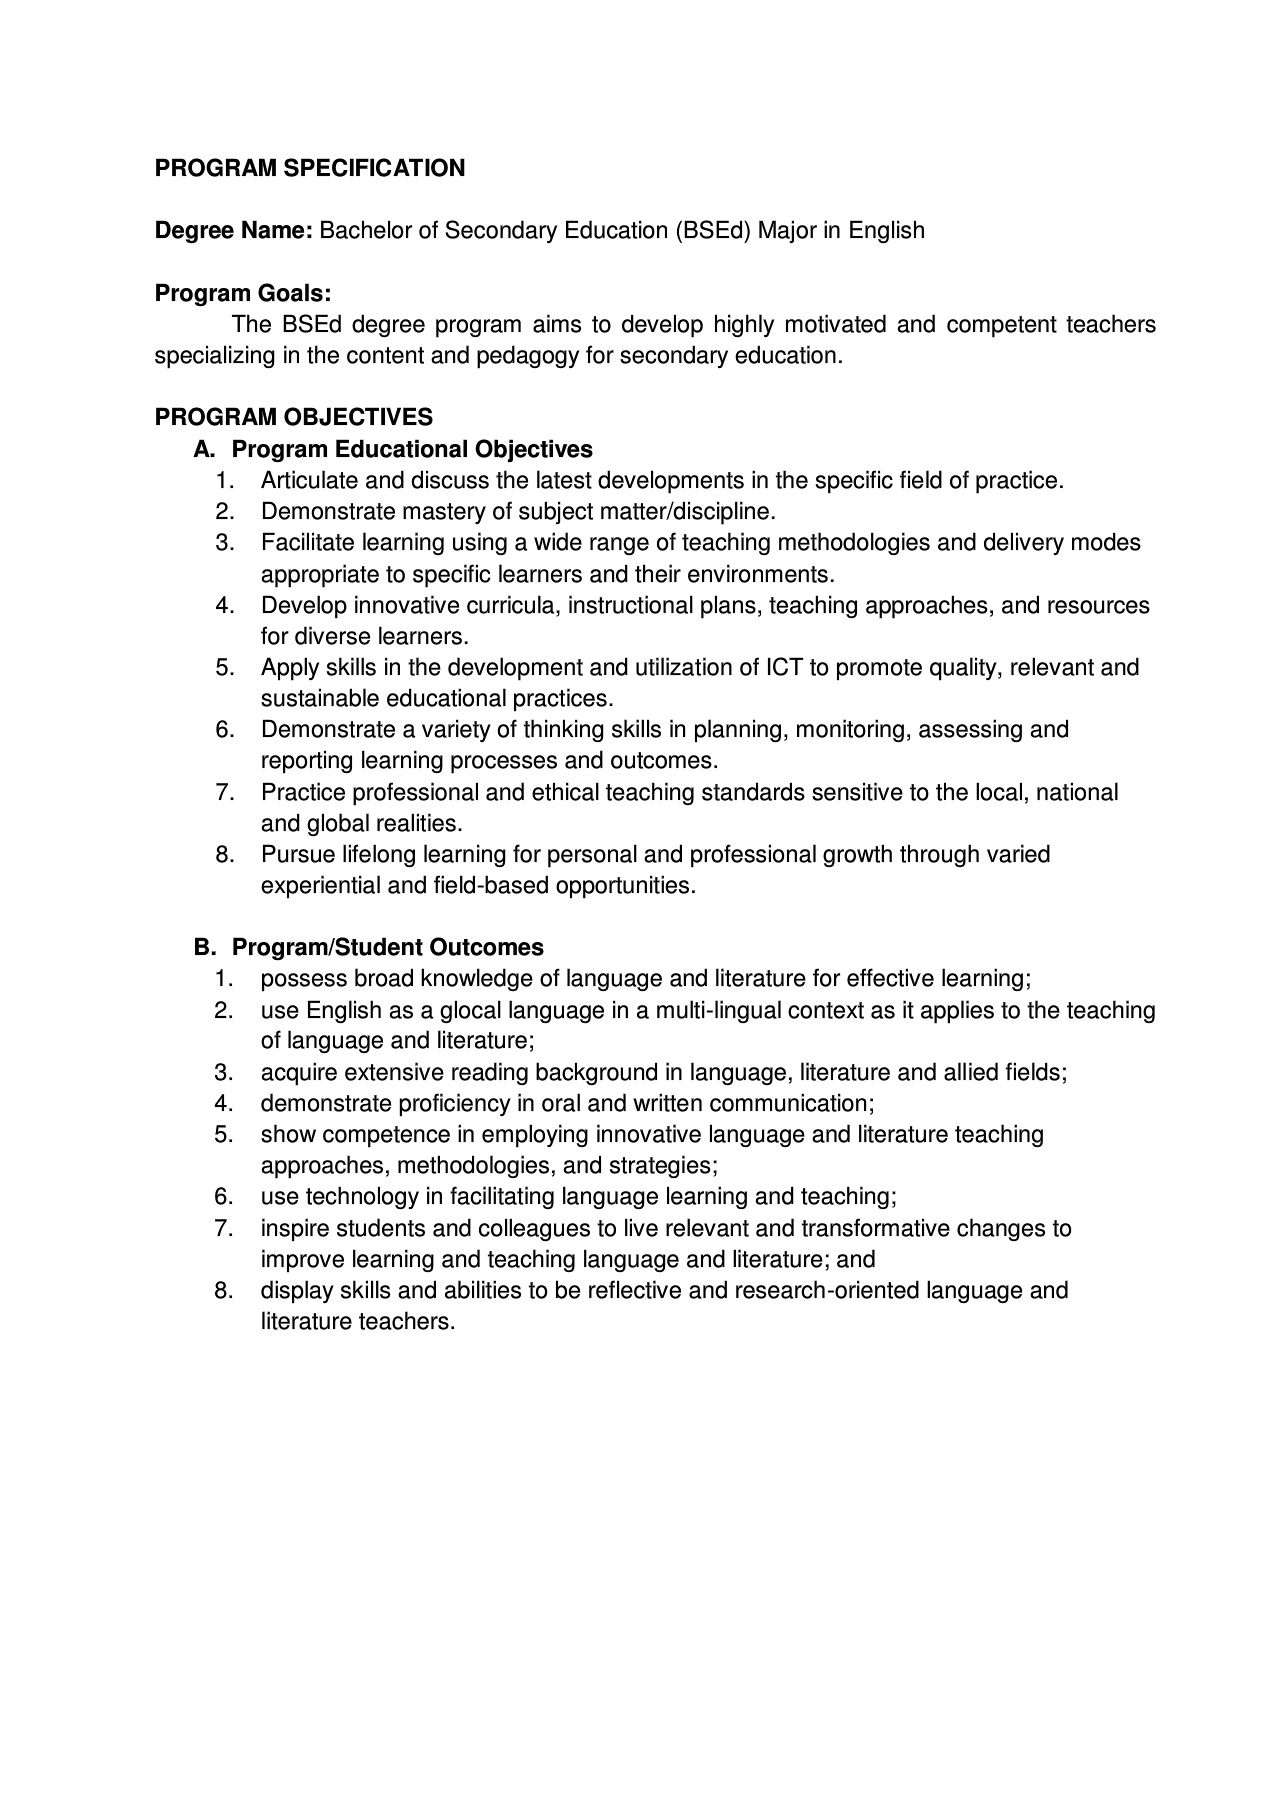 PROGRAM SPECIFICATION
Degree Name: Bachelor of Secondary Education (BSEd) Major in English
Program Goals:
The BSEd degree program aims to develop highly motivated and competent teachers
specializing in the content and pedagogy for secondary education.
PROGRAM OBJECTIVES
A. Program Educational Objectives
1. Articulate and discuss the latest developments in the specific field of practice.
2. Demonstrate mastery of subject matter/discipline.
3. Facilitate learning using a wide range of teaching methodologies and delivery modes
appropriate to specific learners and their environments.
4. Develop innovative curricula, instructional plans, teaching approaches, and resources
for diverse learners.
5. Apply skills in the development and utilization of ICT to promote quality, relevant and
sustainable educational practices.
6. Demonstrate a variety of thinking skills in planning, monitoring, assessing and
reporting learning processes and outcomes.
7. Practice professional and ethical teaching standards sensitive to the local, national
and global realities.
8. Pursue lifelong learning for personal and professional growth through varied
experiential and field-based opportunities.
B. Program/Student Outcomes
1. possess broad knowledge of language and literature for effective learning;
2. use English as a glocal language in a multi-lingual context as it applies to the teaching
of language and literature;
3. acquire extensive reading background in language, literature and allied fields;
4. demonstrate proficiency in oral and written communication;
5. show competence in employing innovative language and literature teaching
approaches, methodologies, and strategies;
6. use technology in facilitating language learning and teaching;
7. inspire students and colleagues to live relevant and transformative changes to
improve learning and teaching language and literature; and
8. display skills and abilities to be reflective and research-oriented language and
literature teachers.